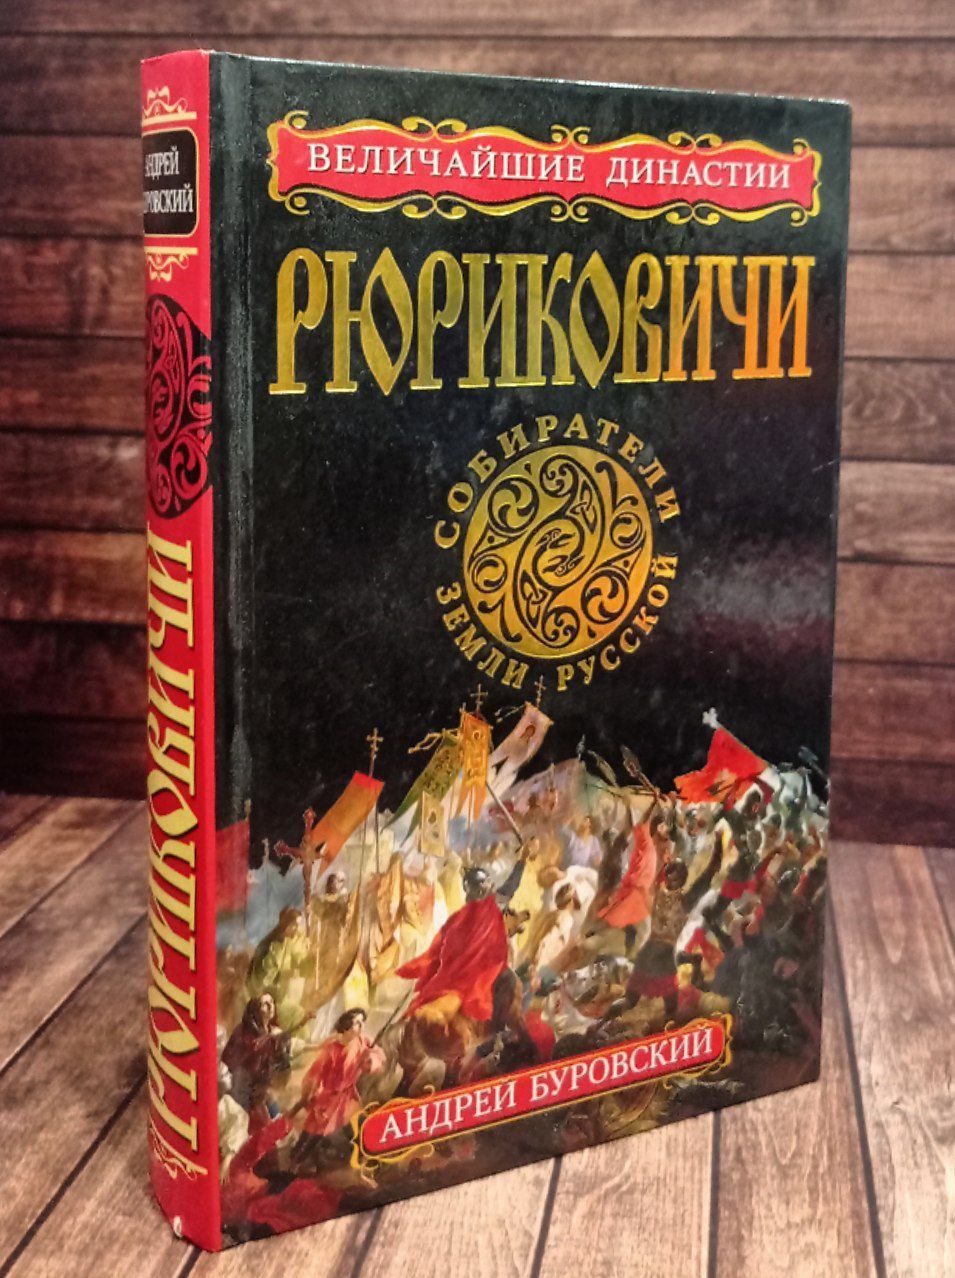 ВЕЛИЧАЙШИЕ ДИНАСТИИ
РЮРИКОВИЧИ
СОБИРАТЕЛИ
ЗЕМЛИ РУССКОЙ
АНДРЕЙ БУРОВСКИЙ
АНДРЕЙ
БУРОВСКИЙ
РЮРИКОВИЧИ